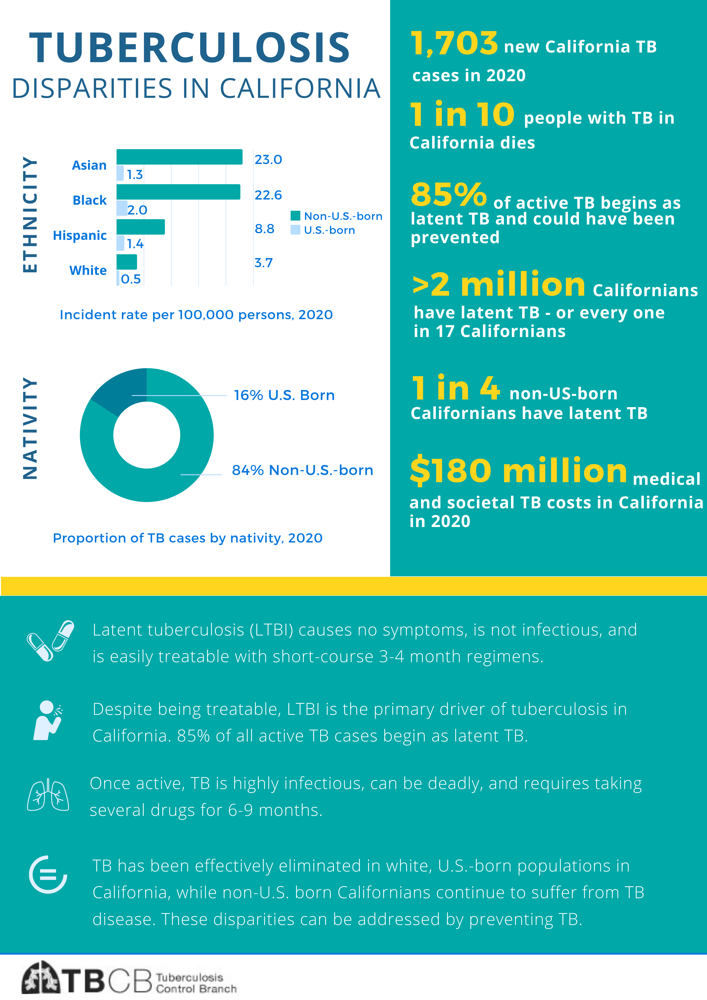 TUBERCULOSIS
DISPARITIES IN CALIFORNIA
ETHNICITY
Asian
23.0
1.3
Black
22.6
2.0
Hispanic
8.8
1.4
White
3.7
0.5
Non-U.S.-born
U.S.-born
Incident rate per 100,000 persons, 2020
NATIVITY
16% U.S. Born
84% Non-U.S.-born
Proportion of TB cases by nativity, 2020
1,703 new California TB
cases in 2020
1 in 10 people with TB in
California dies
85% of active TB begins as
latent TB and could have been
prevented
>2 million Californians
have latent TB - or every one
in 17 Californians
1 in 4 non-US-born
Californians have latent TB
$180 million medical
and societal TB costs in California
in 2020
Latent tuberculosis (LTBI) causes no symptoms, is not infectious, and
is easily treatable with short-course 3-4 month regimens.
Despite being treatable, LTBI is the primary driver of tuberculosis in
California. 85% of all active TB cases begin as latent TB.
Once active, TB is highly infectious, can be deadly, and requires taking
several drugs for 6-9 months.
TB has been effectively eliminated in white, U.S.-born populations in
California, while non-U.S. born Californians continue to suffer from TB
disease. These disparities can be addressed by preventing TB.
TBCB Tuberculosis
Control Branch